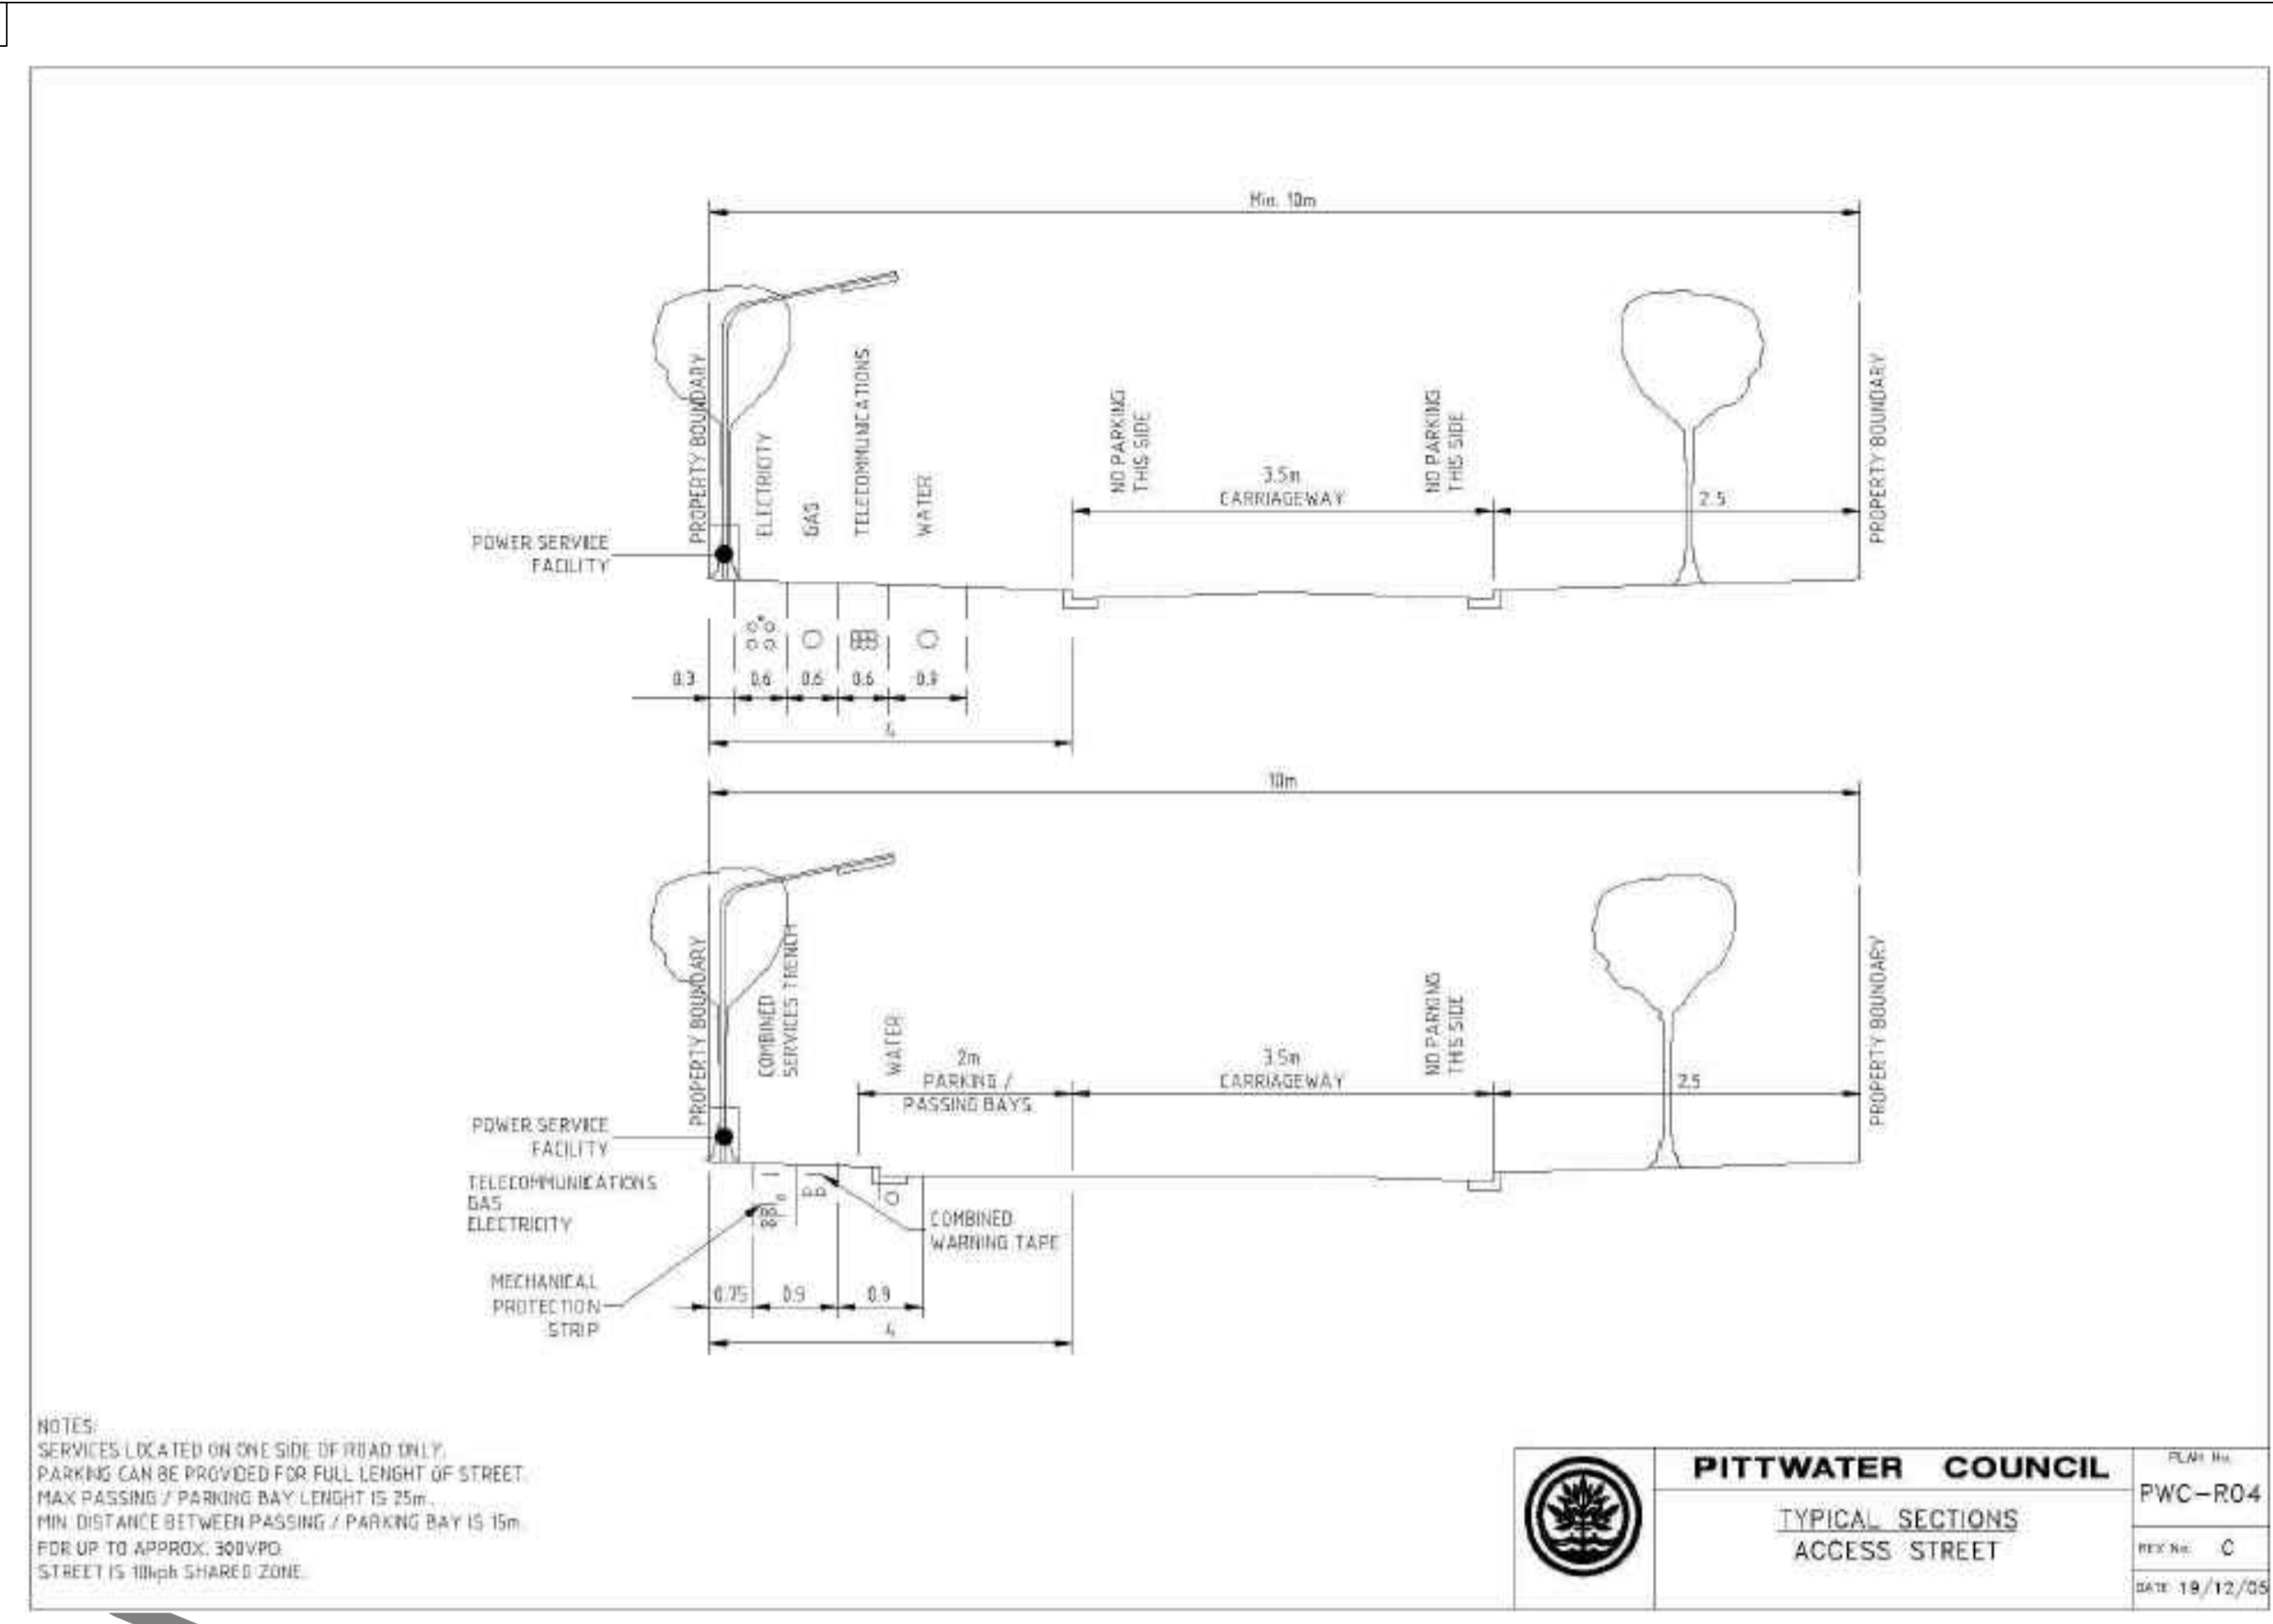 Min. 10m
PROPERTY BOUNDARY
ELECTRICITY
GAS
TELECOMMUNICATIONS
WATER
NO PARKING
THIS SIDE
3.5m
CARRIAGEWAY
NO PARKING
THIS SIDE
2.5
PROPERTY BOUNDARY
POWER SERVICE
FACILITY
0.3
0.6
0.6
0.6
0.9
4
10m
PROPERTY BOUNDARY
COMBINED
SERVICES TRENCH
WATER
2m
PARKING /
PASSING BAYS
3.5m
CARRIAGEWAY
NO PARKING
THIS SIDE
2.5
PROPERTY BOUNDARY
POWER SERVICE
FACILITY
TELECOMMUNICATIONS
GAS
ELECTRICITY
COMBINED
WARNING TAPE
MECHANICAL
PROTECTION
STRIP
0.75
0.9
0.9
4
NOTES:
SERVICES LOCATED ON ONE SIDE OF ROAD ONLY.
PARKING CAN BE PROVIDED FOR FULL LENGHT OF STREET.
MAX PASSING / PARKING BAY LENGHT IS 25m.
MIN DISTANCE BETWEEN PASSING / PARKING BAY IS 15m.
FOR UP TO APPROX. 300VPD.
STREET IS 10kph SHARED ZONE.
PITTWATER COUNCIL
TYPICAL SECTIONS
ACCESS STREET
PLAN No.
PWC-R04
REV No. C
DATE 19/12/05